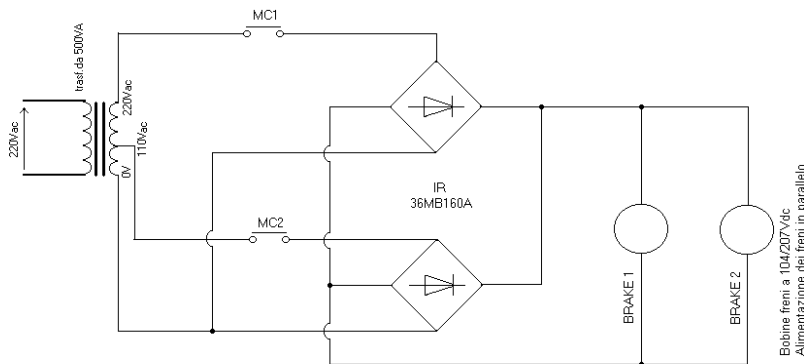 MC1
trasf.da 500VA
220Vac
220Vac
110Vac
0V
IR
36MB160A
MC2
BRAKE 1
BRAKE 2
Bobine freni a 104/207Vdc
Alimentazione dei freni in parallelo